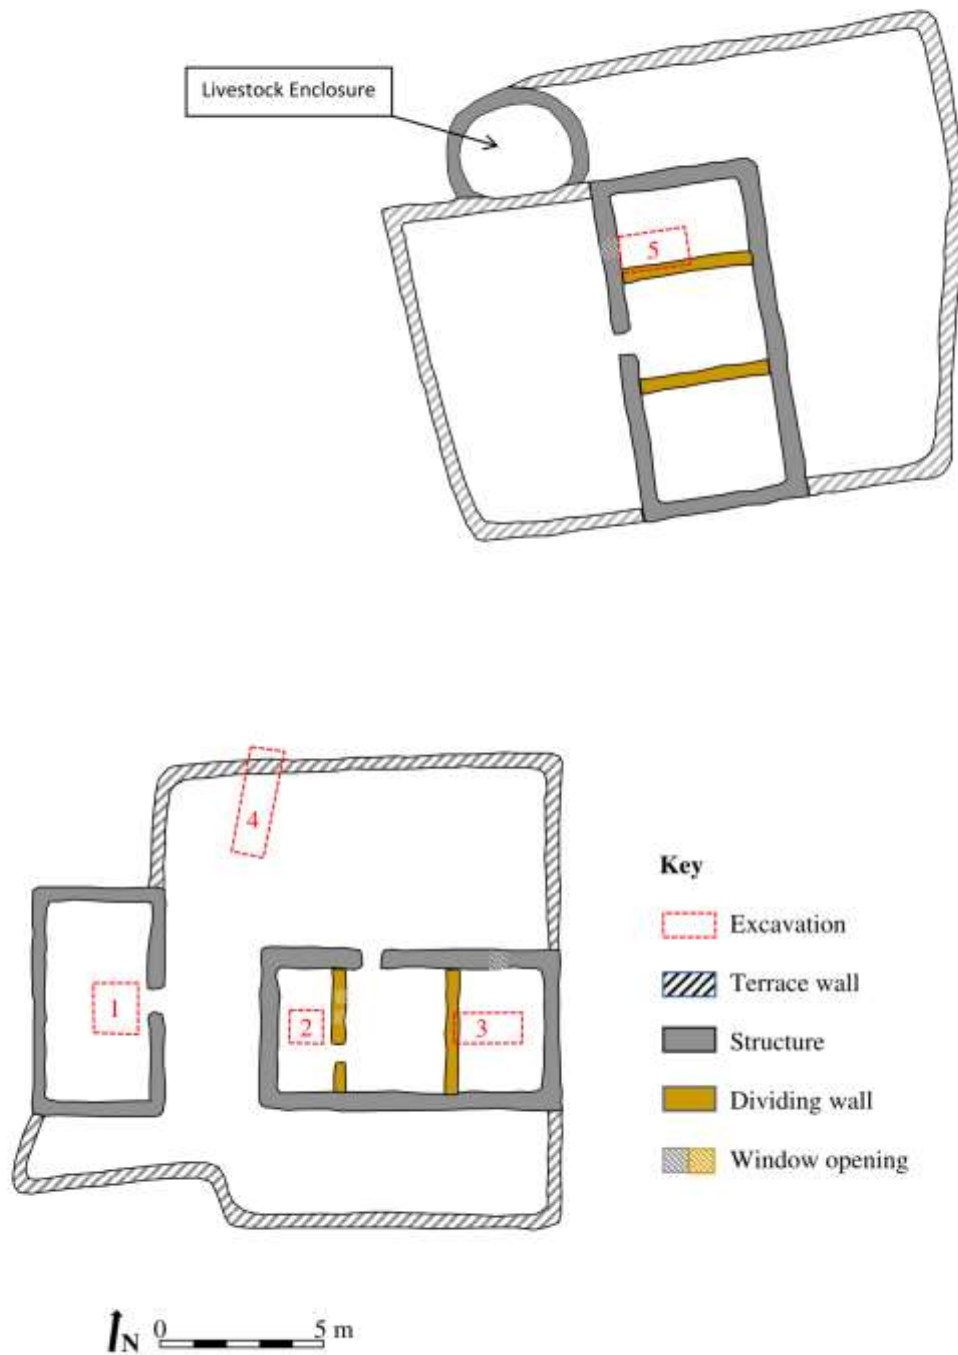 Livestock Enclosure
5
4
1
2
3
Key
Excavation
Terrace wall
Structure
Dividing wall
Window opening
N 0 5 m